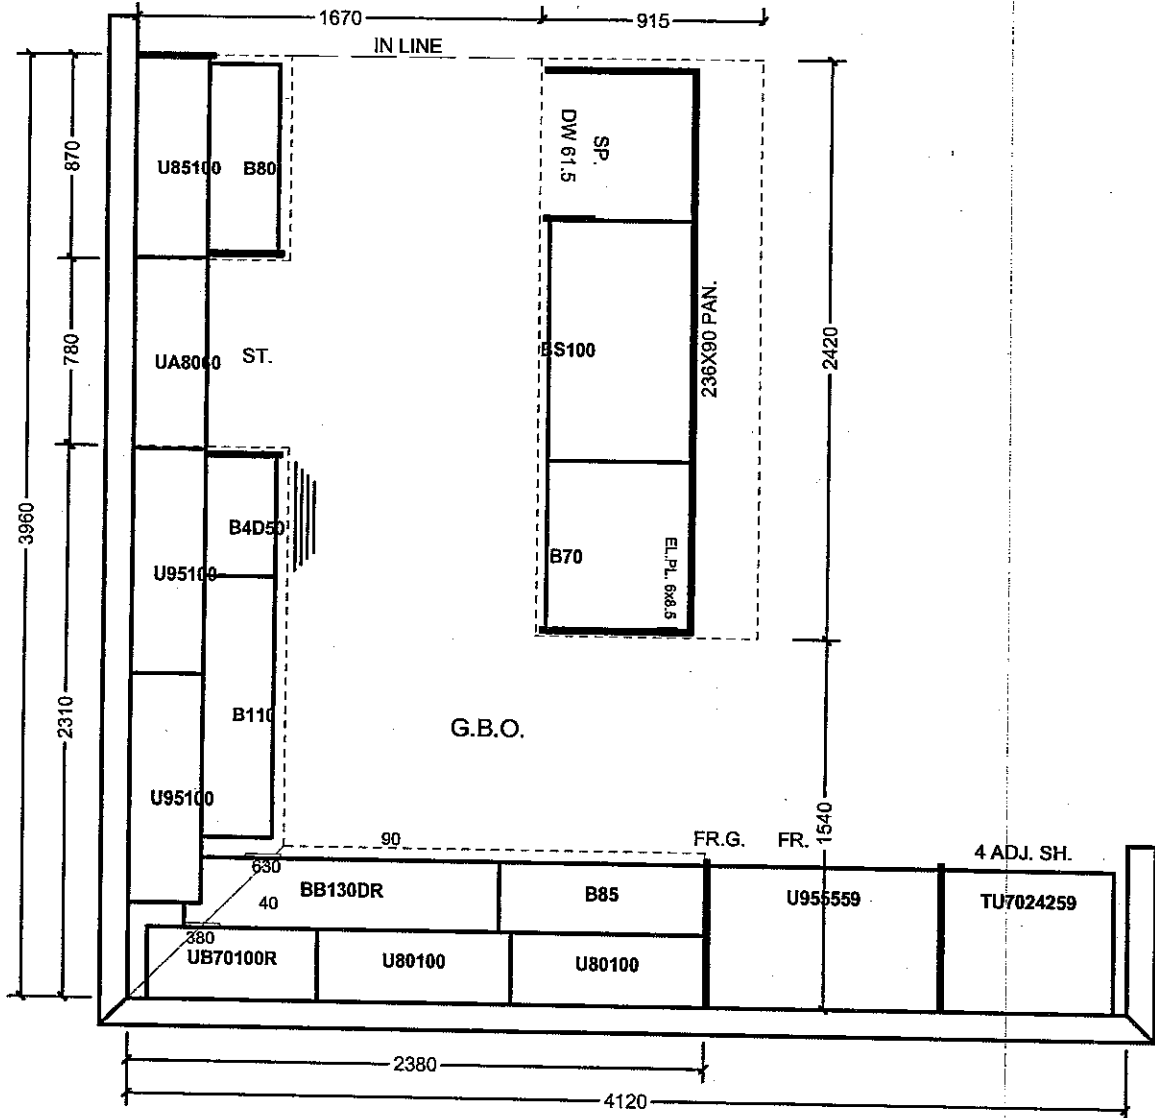 1670
915
IN LINE
870
U85100
B80
SP.
DW 61.5
780
UA8060
ST.
BS100
236X90 PAN.
2420
3960
B4D50
U95100
B70
EL.PL. 6x8.5
2310
B110
G.B.O.
U95100
1540
90
FR.G.
FR.
4 ADJ. SH.
630
BB130DR
B85
U955559
TU7024259
40
380
UB70100R
U80100
U80100
2380
4120